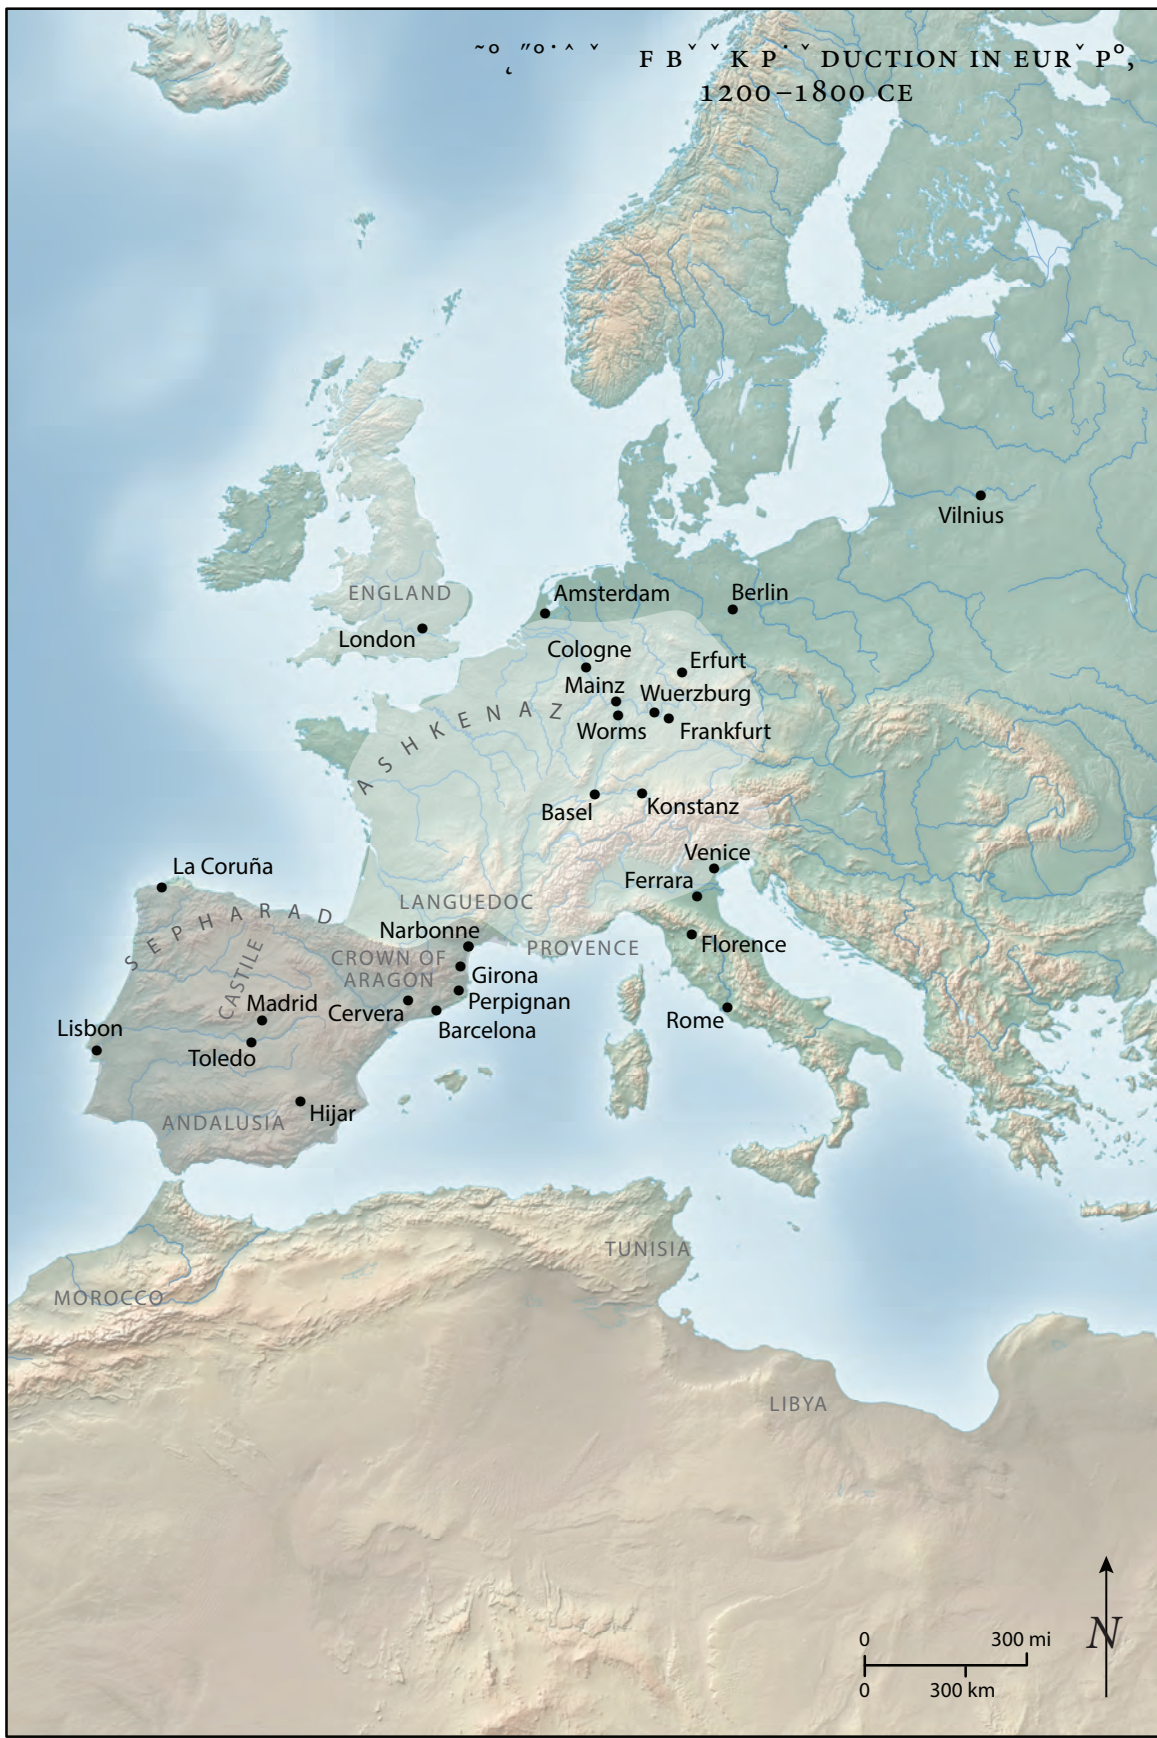 F B K P DUCTION IN EUR P ,
1200–1800 CE
Vilnius
ENGLAND
London
Amsterdam
Berlin
Cologne
Erfurt
Mainz
Wuerzburg
Worms
Frankfurt
ASHKENAZ
Basel
Konstanz
Venice
Ferrara
La Coruña
SEPHARAD
LANGUEDOC
Narbonne
PROVENCE
Florence
CROWN OF
ARAGON
Girona
CASTILE
Madrid
Cervera
Perpignan
Barcelona
Rome
Lisbon
Toledo
Hijar
ANDALUSIA
TUNISIA
MOROCCO
LIBYA
N
0 300 mi
0 300 km